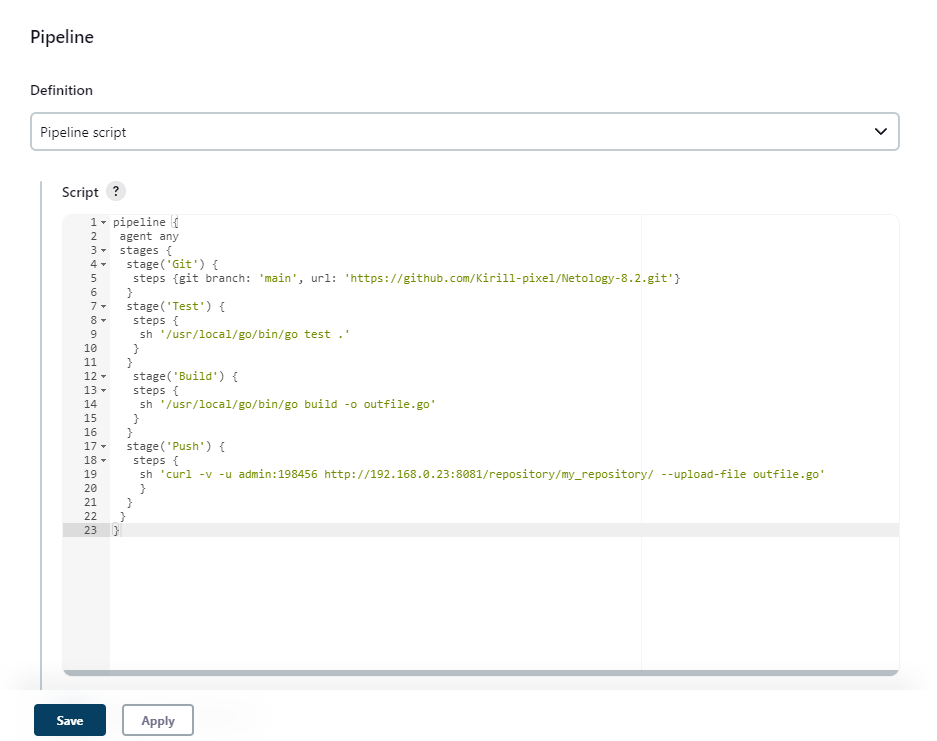 Pipeline
Definition
Pipeline script
Script ?
1 pipeline {
2 agent any
3 stages {
4 stage('Git') {
5 steps {git branch: 'main', url: 'https://github.com/Kirill-pixel/Netology-8.2.git'}
6 }
7 stage('Test') {
8 steps {
9 sh '/usr/local/go/bin/go test .'
10 }
11 }
12 stage('Build') {
13 steps {
14 sh '/usr/local/go/bin/go build -o outfile.go'
15 }
16 }
17 stage('Push') {
18 steps {
19 sh 'curl -v -u admin:198456 http://192.168.0.23:8081/repository/my_repository/ --upload-file outfile.go'
20 }
21 }
22 }
23 }
Save Apply